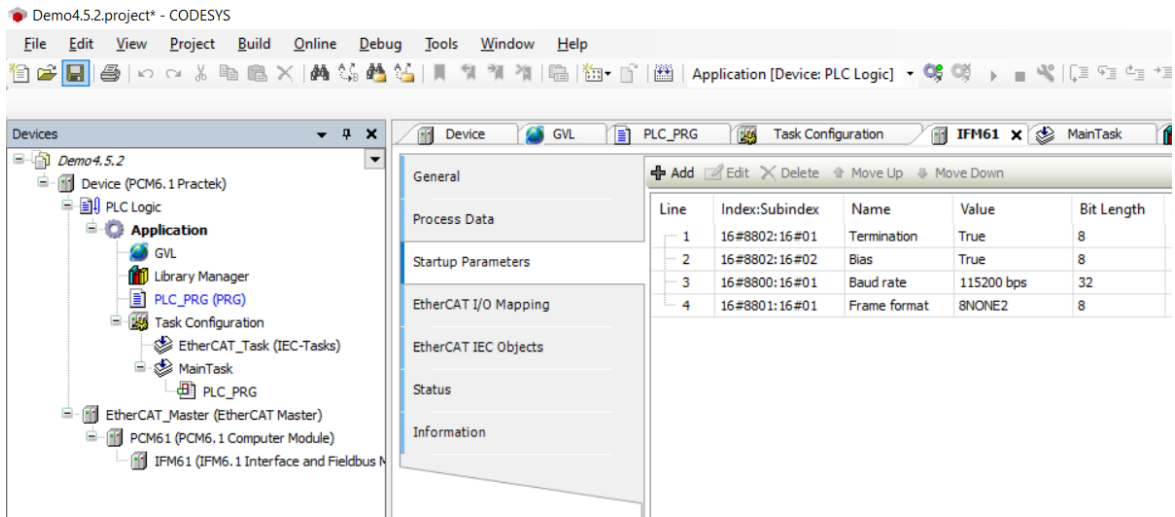 Demo4.5.2.project* - CODESYS
File Edit View Project Build Online Debug Tools Window Help
Application [Device: PLC Logic]
Devices
Demo4.5.2
Device (PCM6.1 Practek)
PLC Logic
Application
GVL
Library Manager
PLC_PRG (PRG)
Task Configuration
EtherCAT_Task (IEC-Tasks)
MainTask
PLC_PRG
EtherCAT_Master (EtherCAT Master)
PCM61 (PCM6.1 Computer Module)
IFM61 (IFM6.1 Interface and Fieldbus M
Device GVL PLC_PRG Task Configuration IFM61 MainTask
General
Process Data
Startup Parameters
EtherCAT I/O Mapping
EtherCAT IEC Objects
Status
Information
Add Edit Delete Move Up Move Down
Line Index:Subindex Name Value Bit Length
1 16#8802:16#01 Termination True 8
2 16#8802:16#02 Bias True 8
3 16#8800:16#01 Baud rate 115200 bps 32
4 16#8801:16#01 Frame format 8NONE2 8